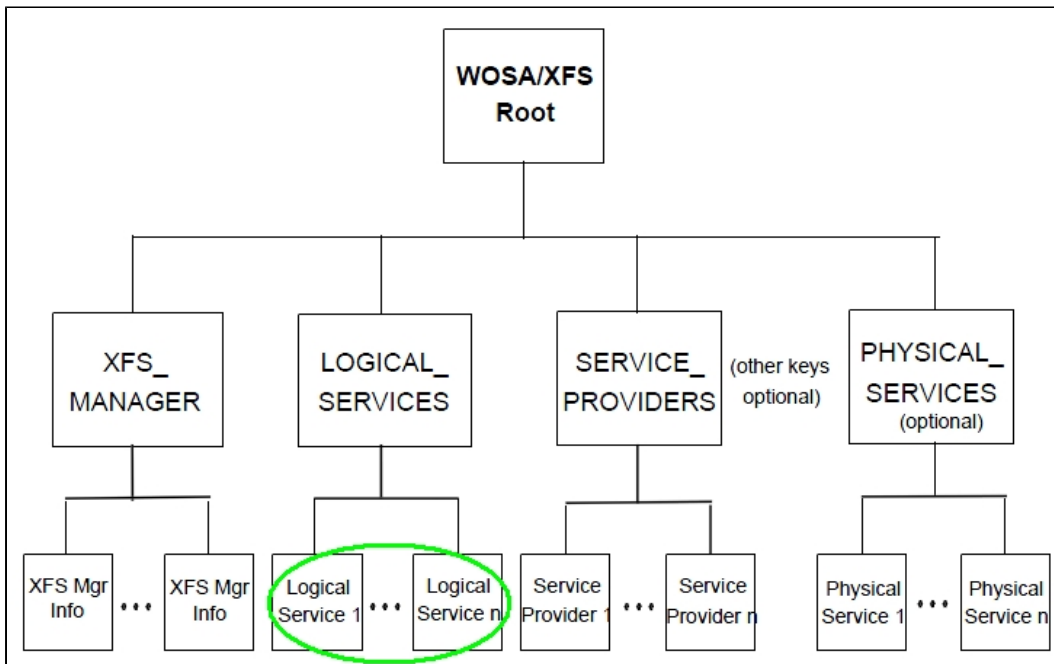 WOSA/XFS
Root
XFS_
MANAGER
LOGICAL_
SERVICES
SERVICE_
PROVIDERS
(other keys
optional)
PHYSICAL_
SERVICES
(optional)
XFS Mgr
Info
•••
XFS Mgr
Info
Logical
Service 1
•••
Logical
Service n
Service
Provider 1
•••
Service
Provider n
Physical
Service 1
•••
Physical
Service n